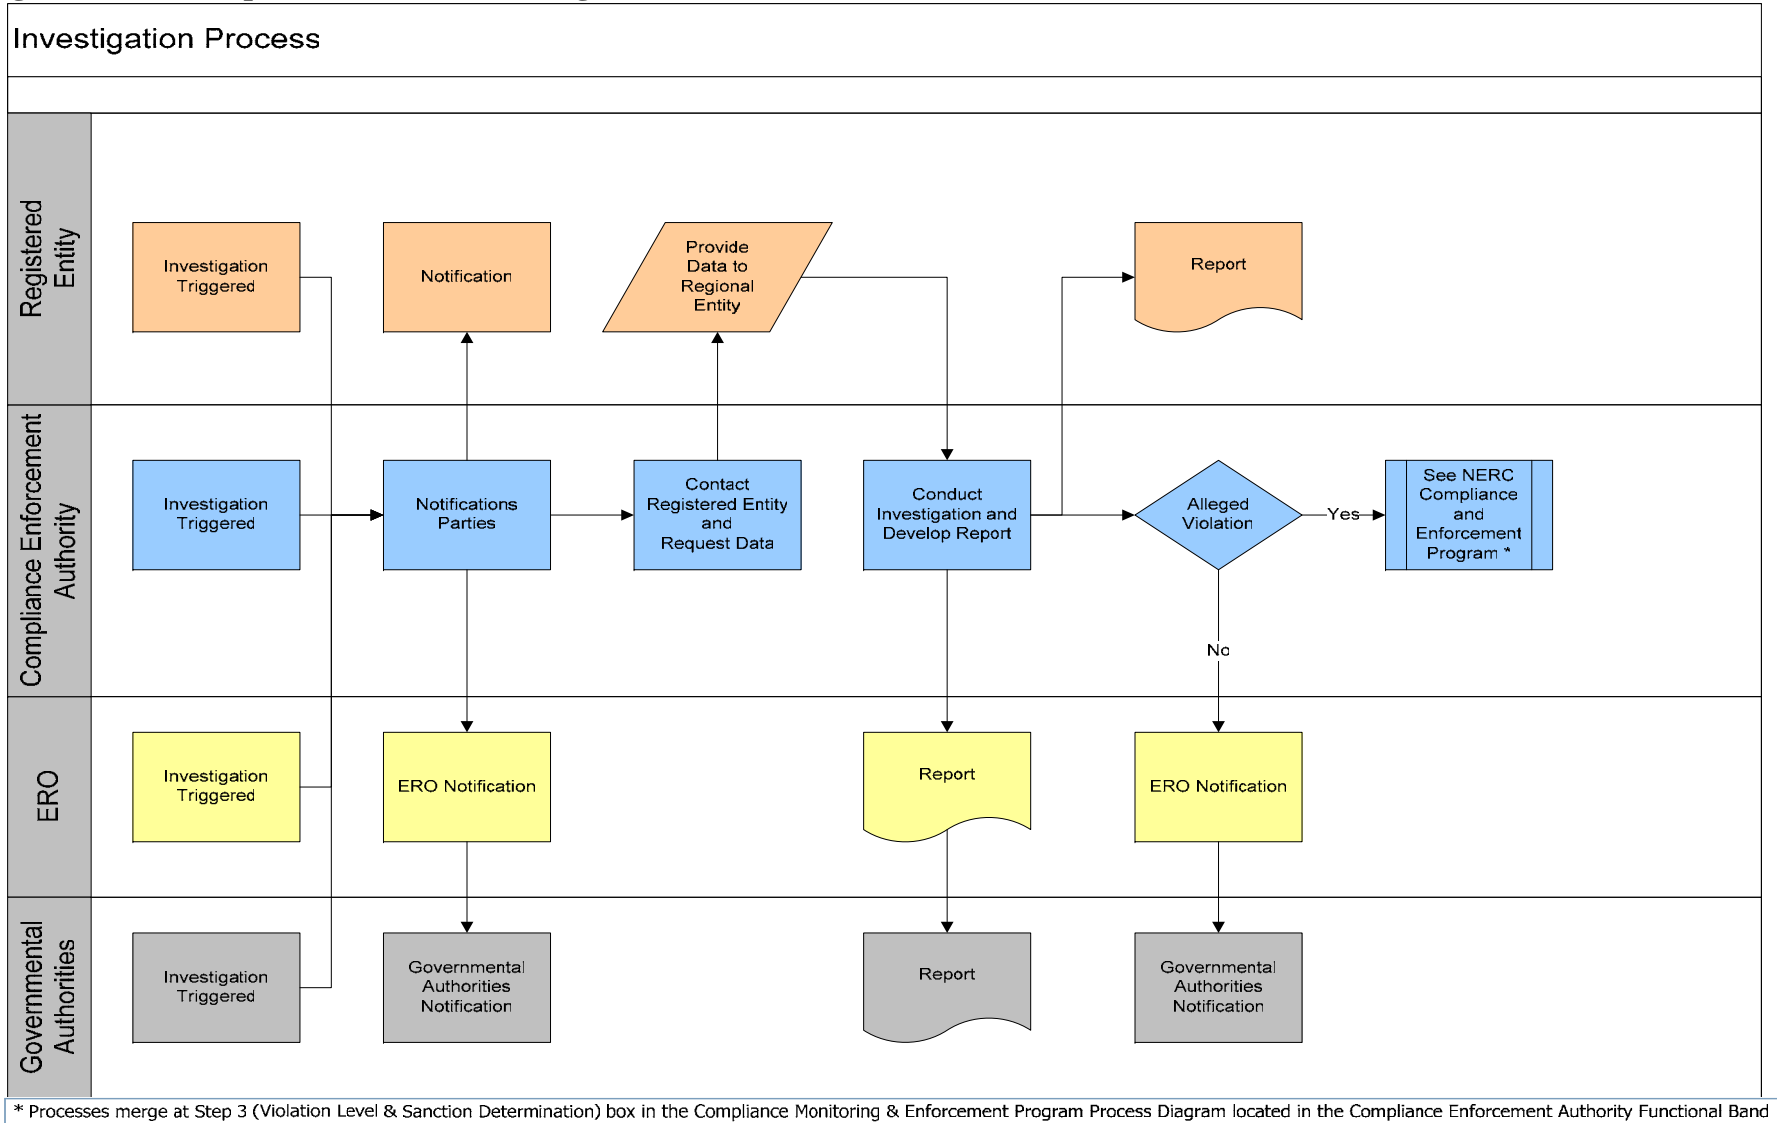 Investigation Process
Registered
Entity
Investigation
Triggered
Notification
Provide
Data to
Regional
Entity
Report
Compliance Enforcement
Authority
Investigation
Triggered
Notifications
Parties
Contact
Registered Entity
and
Request Data
Conduct
Investigation and
Develop Report
Alleged
Violation
Yes
See NERC
Compliance
and
Enforcement
Program *
No
ERO
Investigation
Triggered
ERO Notification
Report
ERO Notification
Governmental
Authorities
Investigation
Triggered
Governmental
Authorities
Notification
Report
Governmental
Authorities
Notification
* Processes merge at Step 3 (Violation Level & Sanction Determination) box in the Compliance Monitoring & Enforcement Program Process Diagram located in the Compliance Enforcement Authority Functional Band